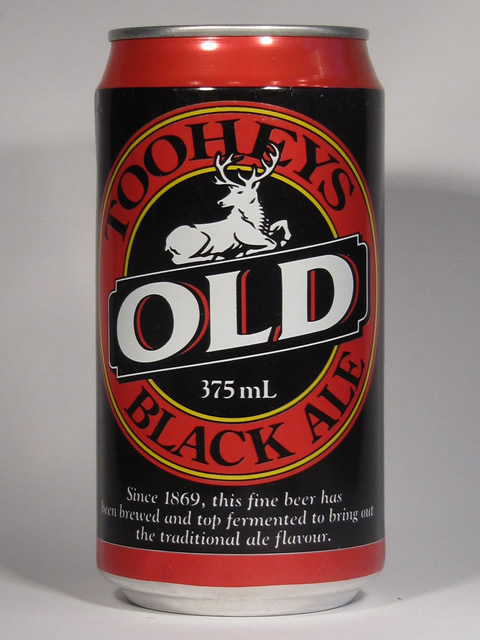 TOOHEYS
OLD
375 mL
BLACK ALE
Since 1869, this fine beer has
been brewed and top fermented to bring out
the traditional ale flavour.